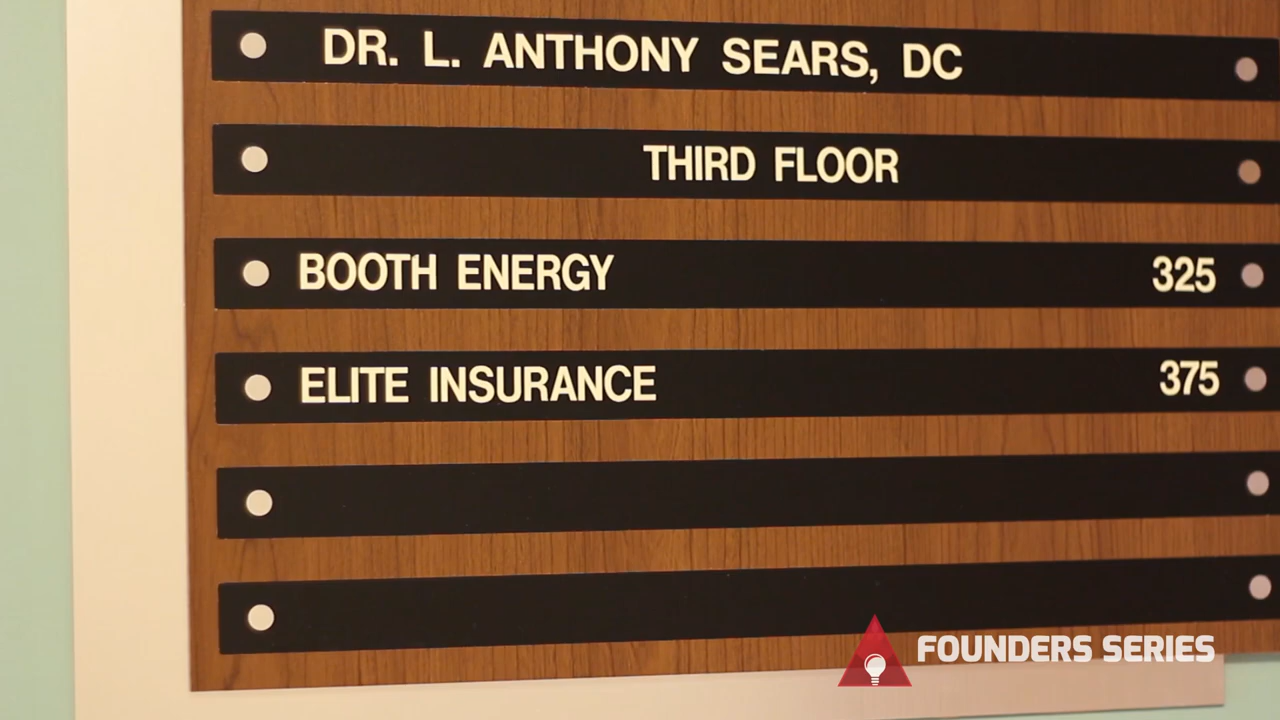 DR. L. ANTHONY SEARS, DC
THIRD FLOOR
BOOTH ENERGY 325
ELITE INSURANCE 375
FOUNDERS SERIES